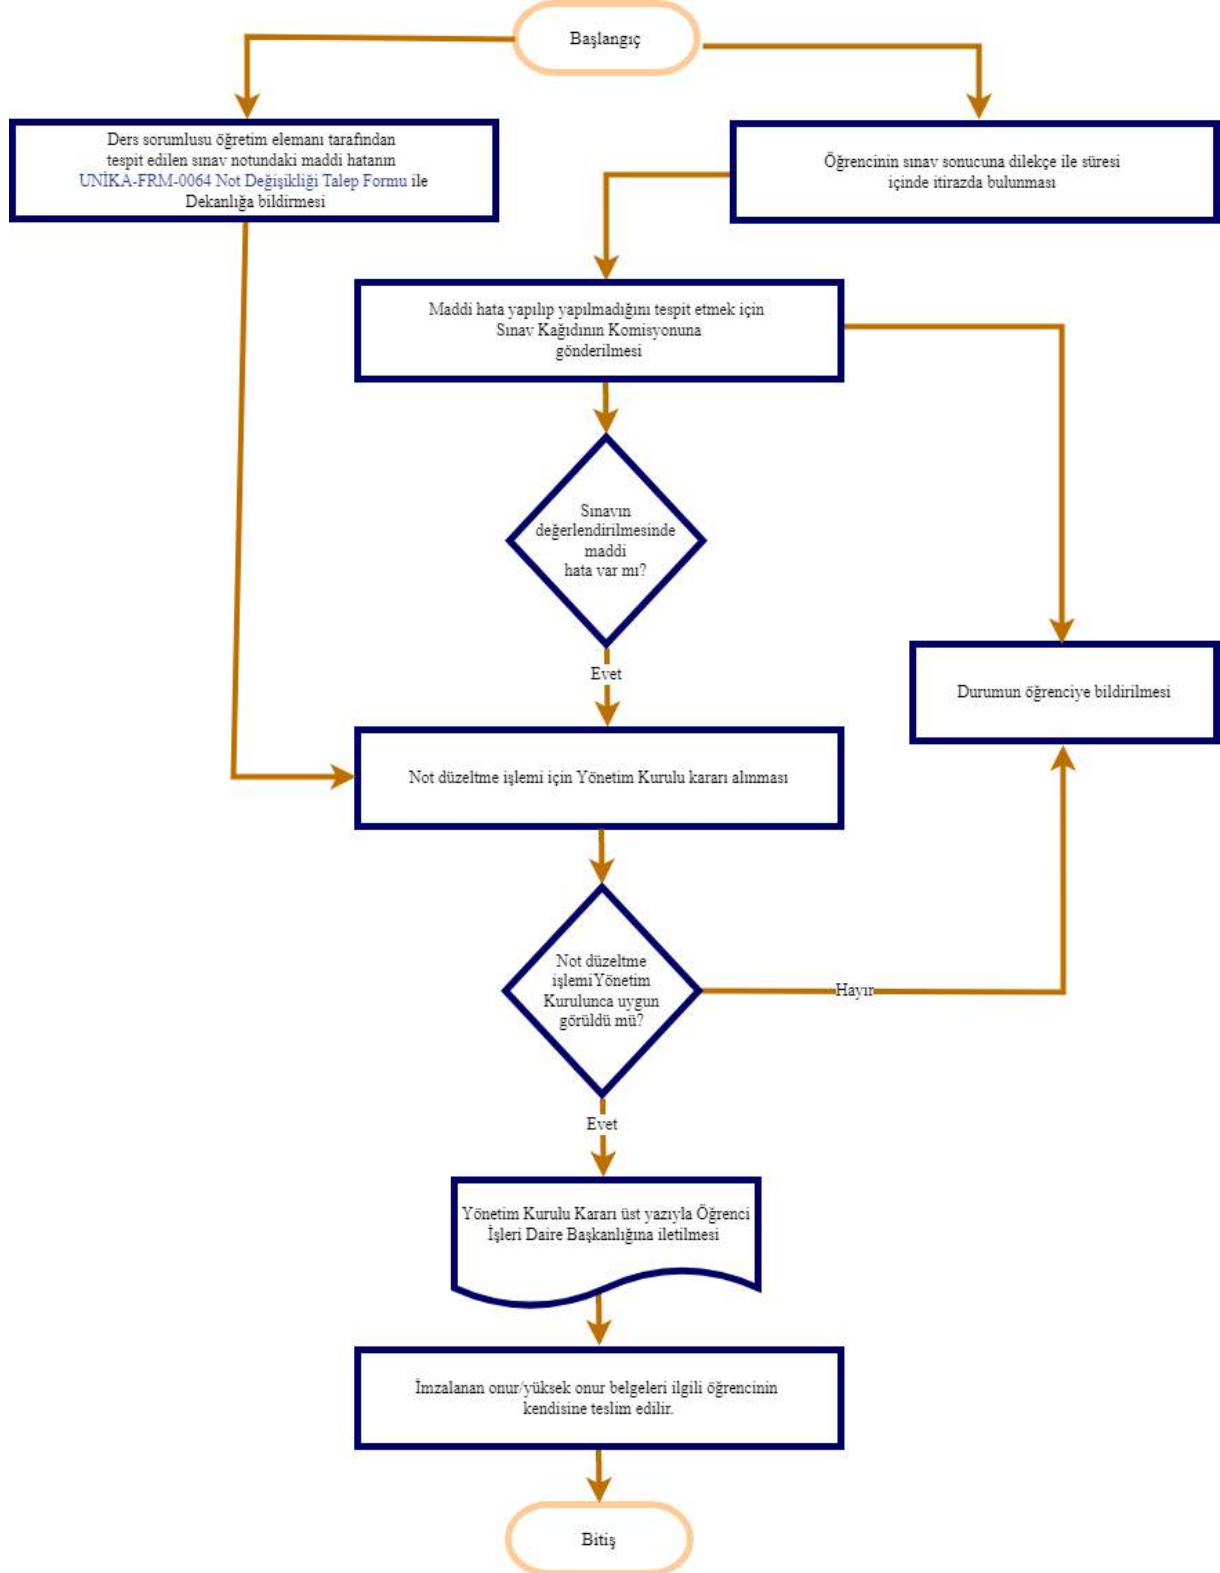 Başlangıç
Ders sorumlusu öğretim elemanı tarafından
tespit edilen sınav notundaki maddi hatanın
UNİKA-FRM-0064 Not Değişikliği Talep Formu ile
Dekanlığa bildirmesi
Öğrencinin sınav sonucuna dilekçe ile süresi
içinde itirazda bulunması
Maddi hata yapılıp yapılmadığını tespit etmek için
Sınav Kağıdının Komisyonuna
gönderilmesi
Sınavın
değerlendirilmesinde
maddi
hata var mı?
Evet
Durumun öğrenciye bildirilmesi
Not düzeltme işlemi için Yönetim Kurulu kararı alınması
Not düzeltme
işlemiYönetim
Kurulunca uygun
görüldü mü?
Hayır
Evet
Yönetim Kurulu Kararı üst yazıyla Öğrenci
İşleri Daire Başkanlığına iletilmesi
İmzalanan onur/yüksek onur belgeleri ilgili öğrencinin
kendisine teslim edilir.
Bitiş